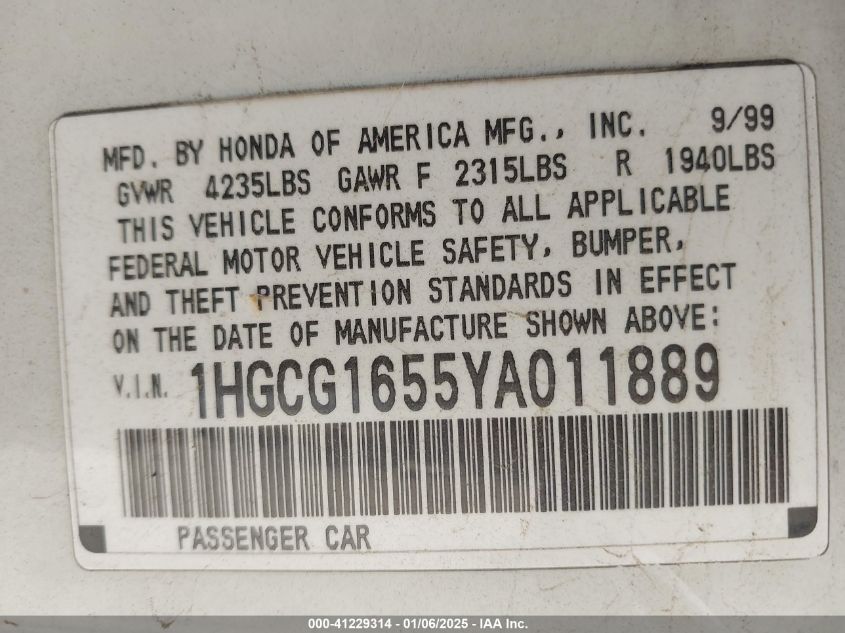 MFD. BY HONDA OF AMERICA MFG., INC. 9/99
GVWR 4235LBS GAWR F 2315LBS R 1940LBS
THIS VEHICLE CONFORMS TO ALL APPLICABLE
FEDERAL MOTOR VEHICLE SAFETY, BUMPER,
AND THEFT PREVENTION STANDARDS IN EFFECT
ON THE DATE OF MANUFACTURE SHOWN ABOVE:
V.I.N. 1HGCG1655YA011889
PASSENGER CAR
000-41229314 - 01/06/2025 - IAA Inc.